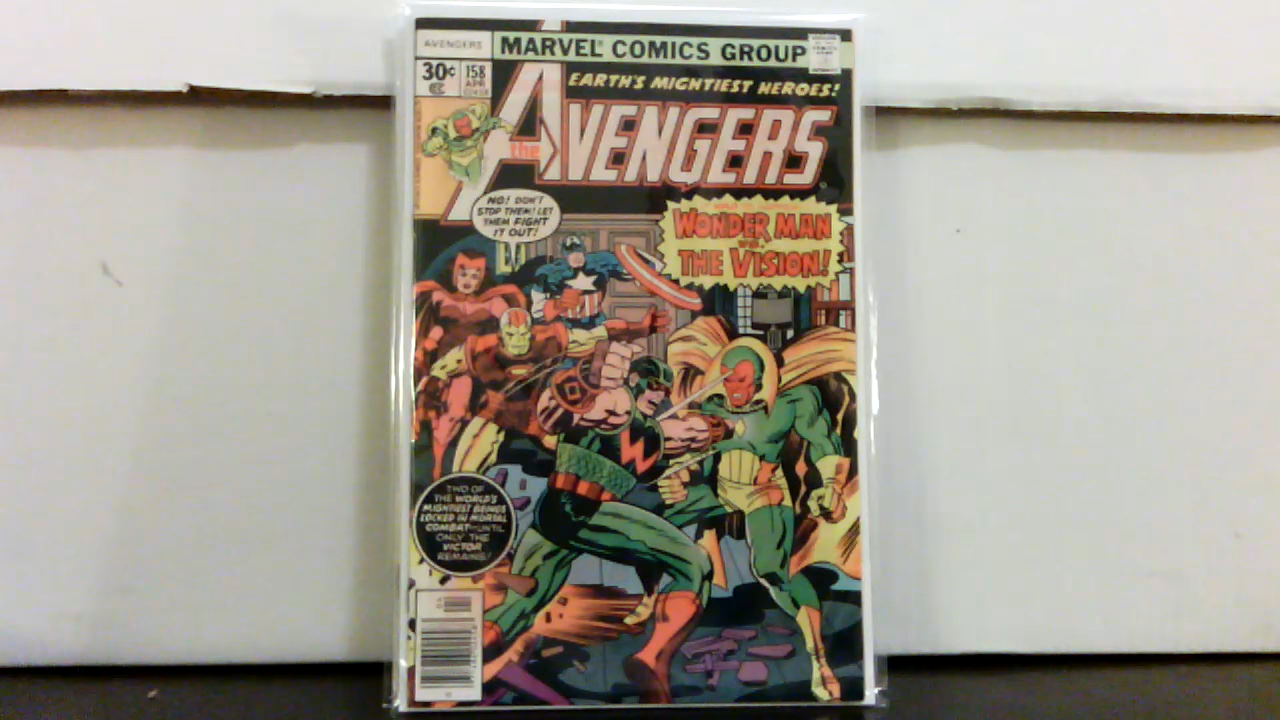 AVENGERS
MARVEL COMICS GROUP
30¢
158
APR
EARTH'S MIGHTIEST HEROES!
the AVENGERS
NO! DON'T
STOP THEM! LET
THEM FIGHT
IT OUT!
WONDER MAN
VS.
THE VISION!
W
TWO OF
THE WORLD'S
MIGHTIEST BEINGS
LOCKED IN MORTAL
COMBAT--UNTIL
ONLY THE
VICTOR
REMAINS!
04